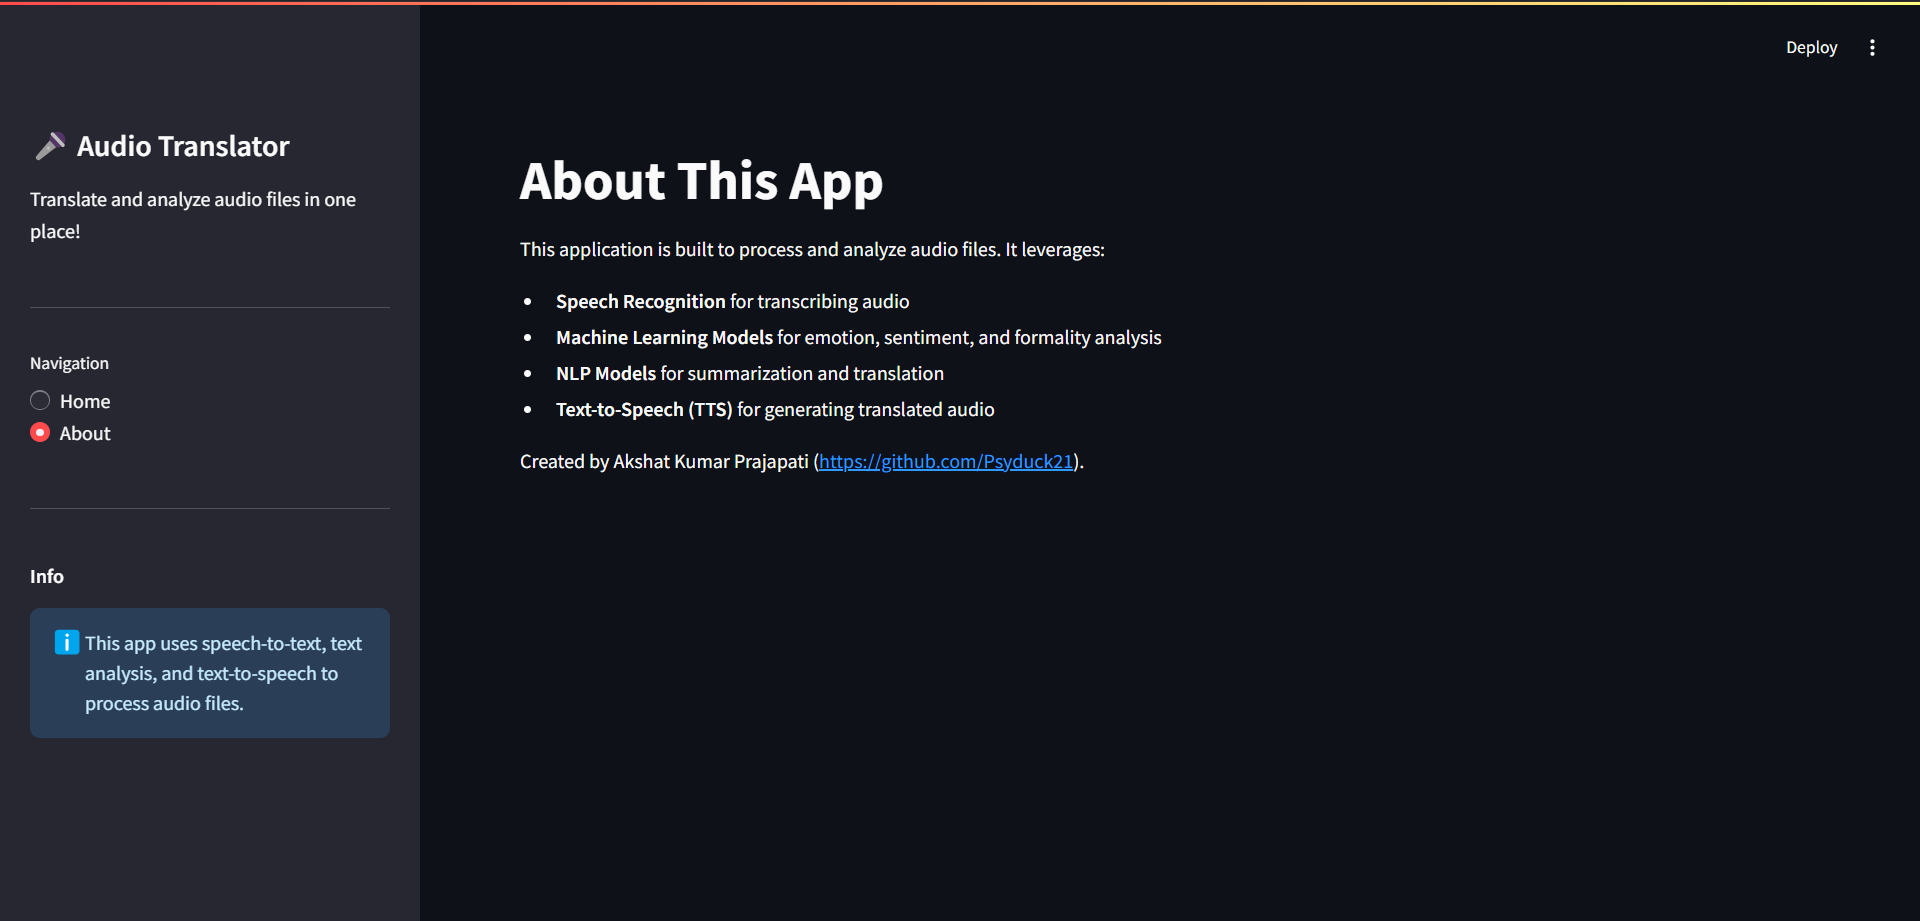 Deploy
Audio Translator
Translate and analyze audio files in one
place!
Navigation
Home
About
Info
This app uses speech-to-text, text
analysis, and text-to-speech to
process audio files.
About This App
This application is built to process and analyze audio files. It leverages:
Speech Recognition for transcribing audio
Machine Learning Models for emotion, sentiment, and formality analysis
NLP Models for summarization and translation
Text-to-Speech (TTS) for generating translated audio
Created by Akshat Kumar Prajapati (https://github.com/Psyduck21).